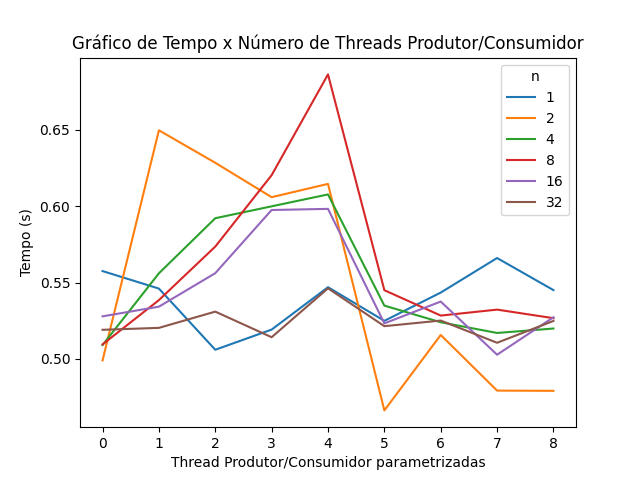 Gráfico de Tempo x Número de Threads Produtor/Consumidor
n
1
2
4
8
16
32
0.65
0.60
0.55
0.50
Tempo (s)
0 1 2 3 4 5 6 7 8
Thread Produtor/Consumidor parametrizadas